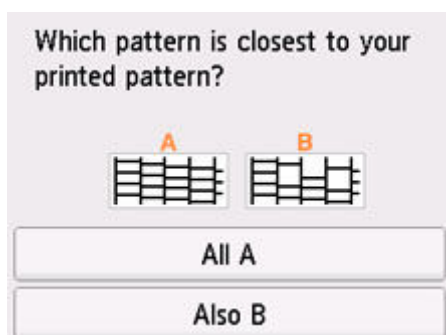 Which pattern is closest to your
printed pattern?
A B
All A
Also B